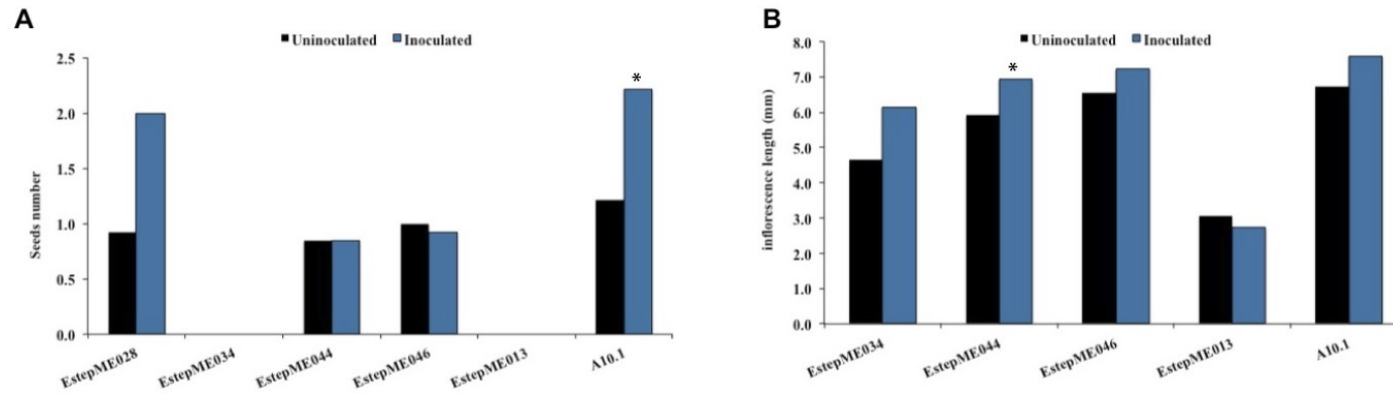 A
Uninoculated Inoculated
2.5
2.0
1.5
1.0
0.5
0.0
Seeds number
*
EstepME028
EstepME034
EstepME044
EstepME046
EstepME013
A10.1
B
Uninoculated Inoculated
8.0
7.0
6.0
5.0
4.0
3.0
2.0
1.0
0.0
inflorescence length (mm)
*
EstepME034
EstepME044
EstepME046
EstepME013
A10.1